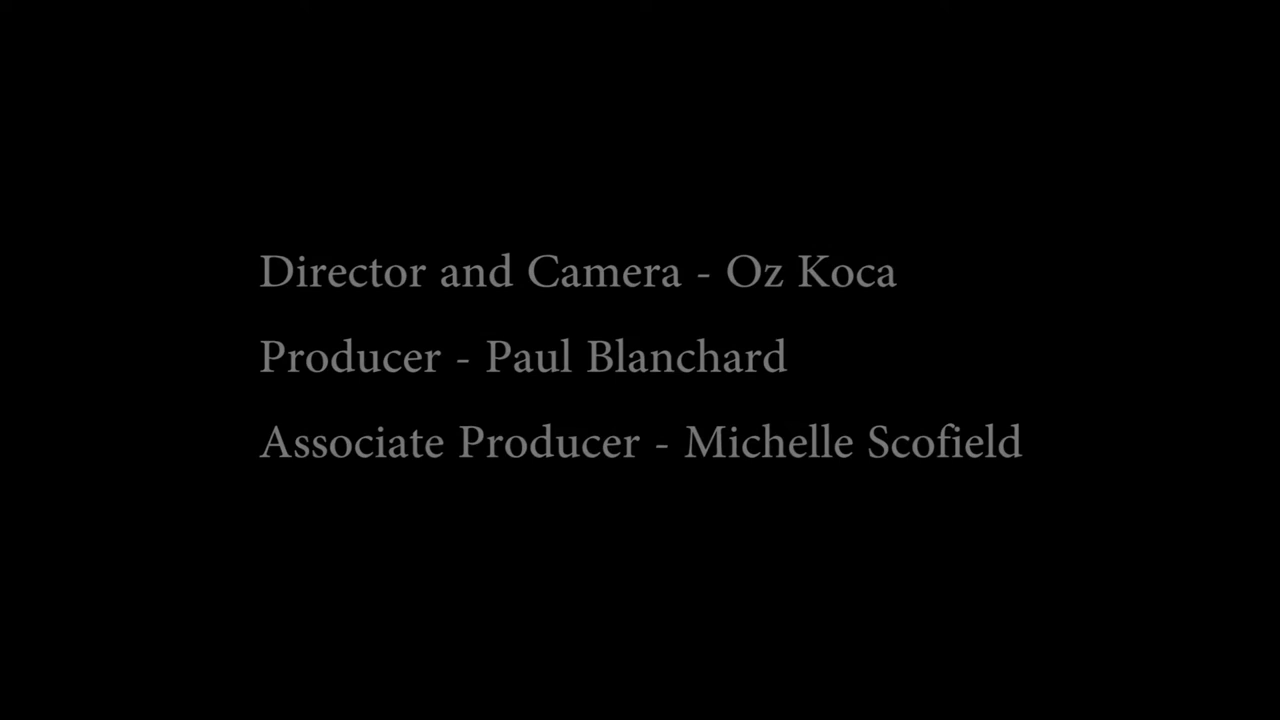 Director and Camera - Oz Koca
Producer - Paul Blanchard
Associate Producer - Michelle Scofield